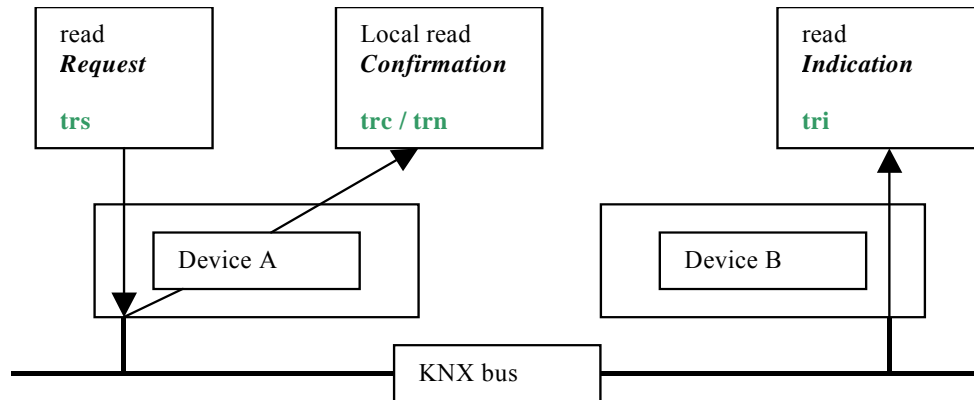 read
Request
trs
Local read
Confirmation
trc / trn
read
Indication
tri
Device A
Device B
KNX bus